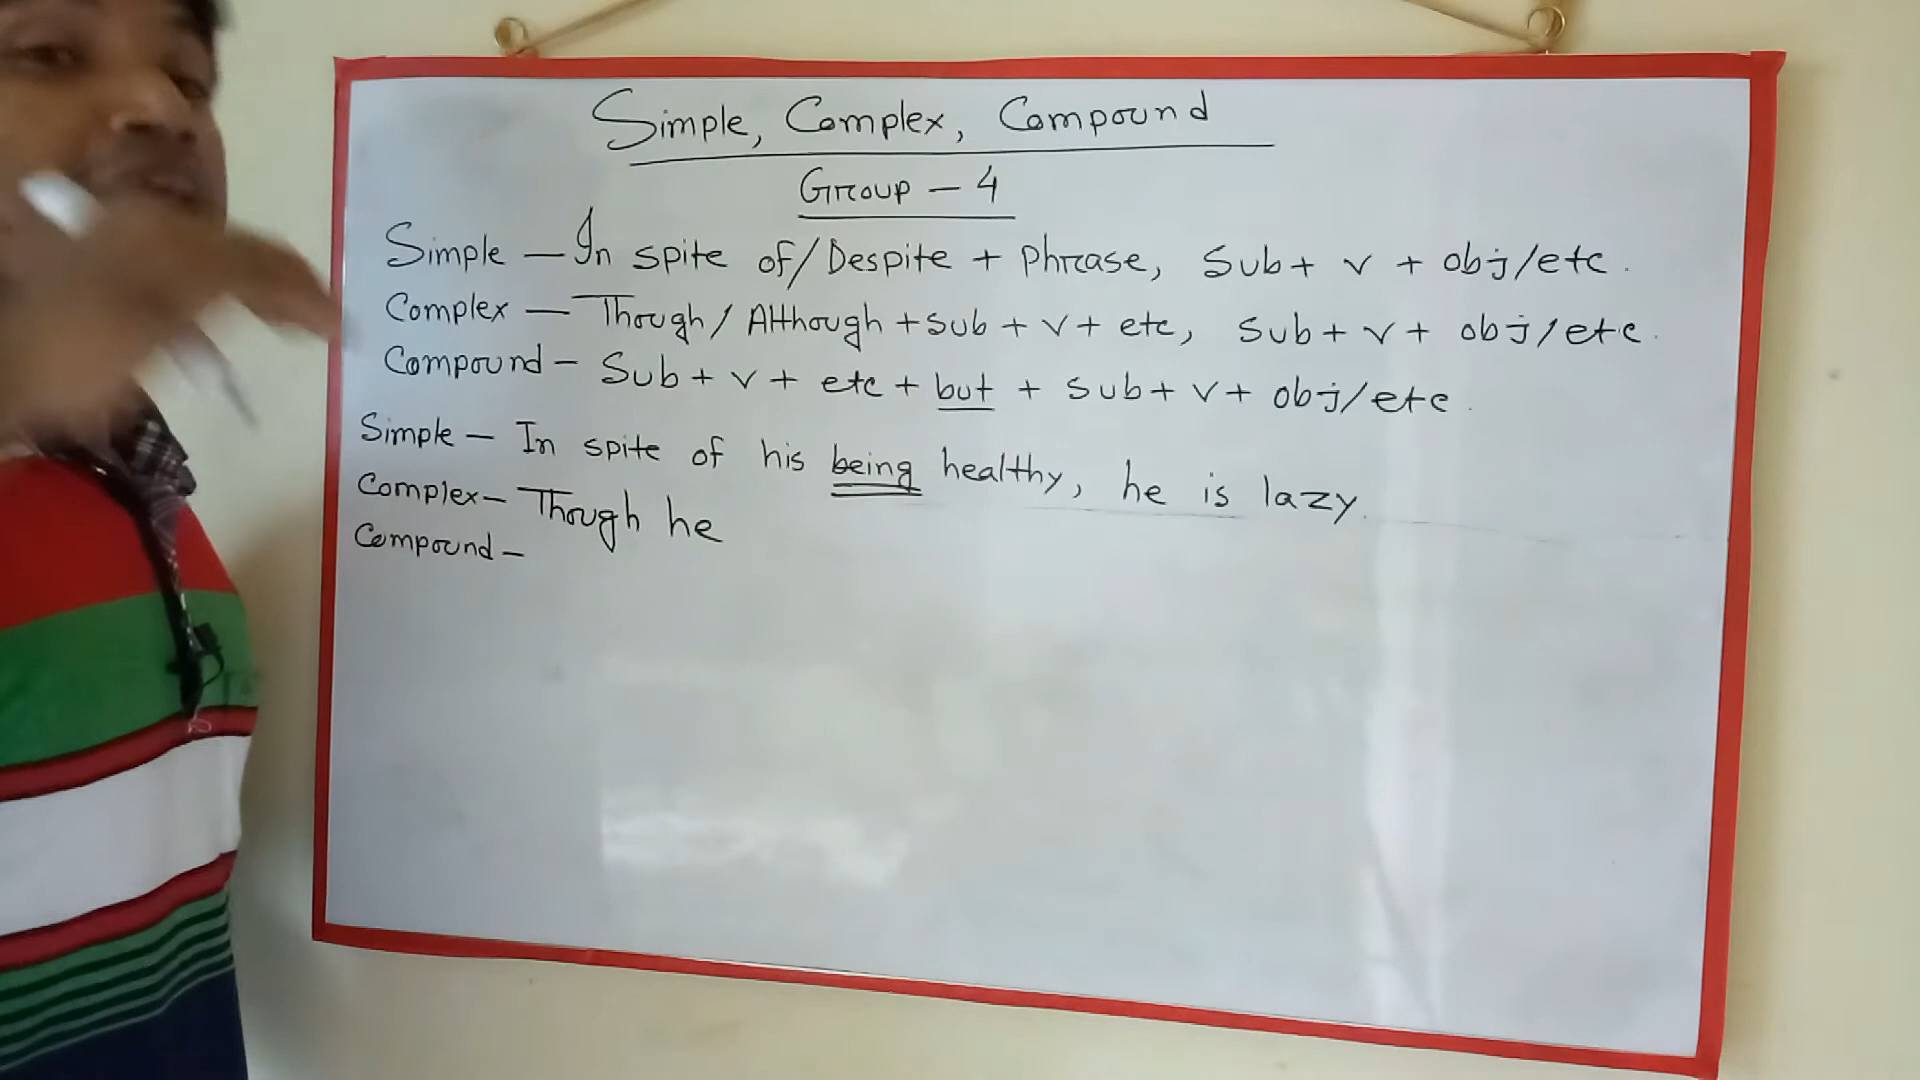 Simple, Complex, Compound
Group - 4
Simple - In spite of/Despite + Phrase, Sub + v + obj/etc.
Complex - Though/Although + sub + v + etc, Sub + v + obj/etc.
Compound - Sub + v + etc + but + sub + v + obj/etc.
Simple - In spite of his being healthy, he is lazy.
Complex - Though he
Compound -